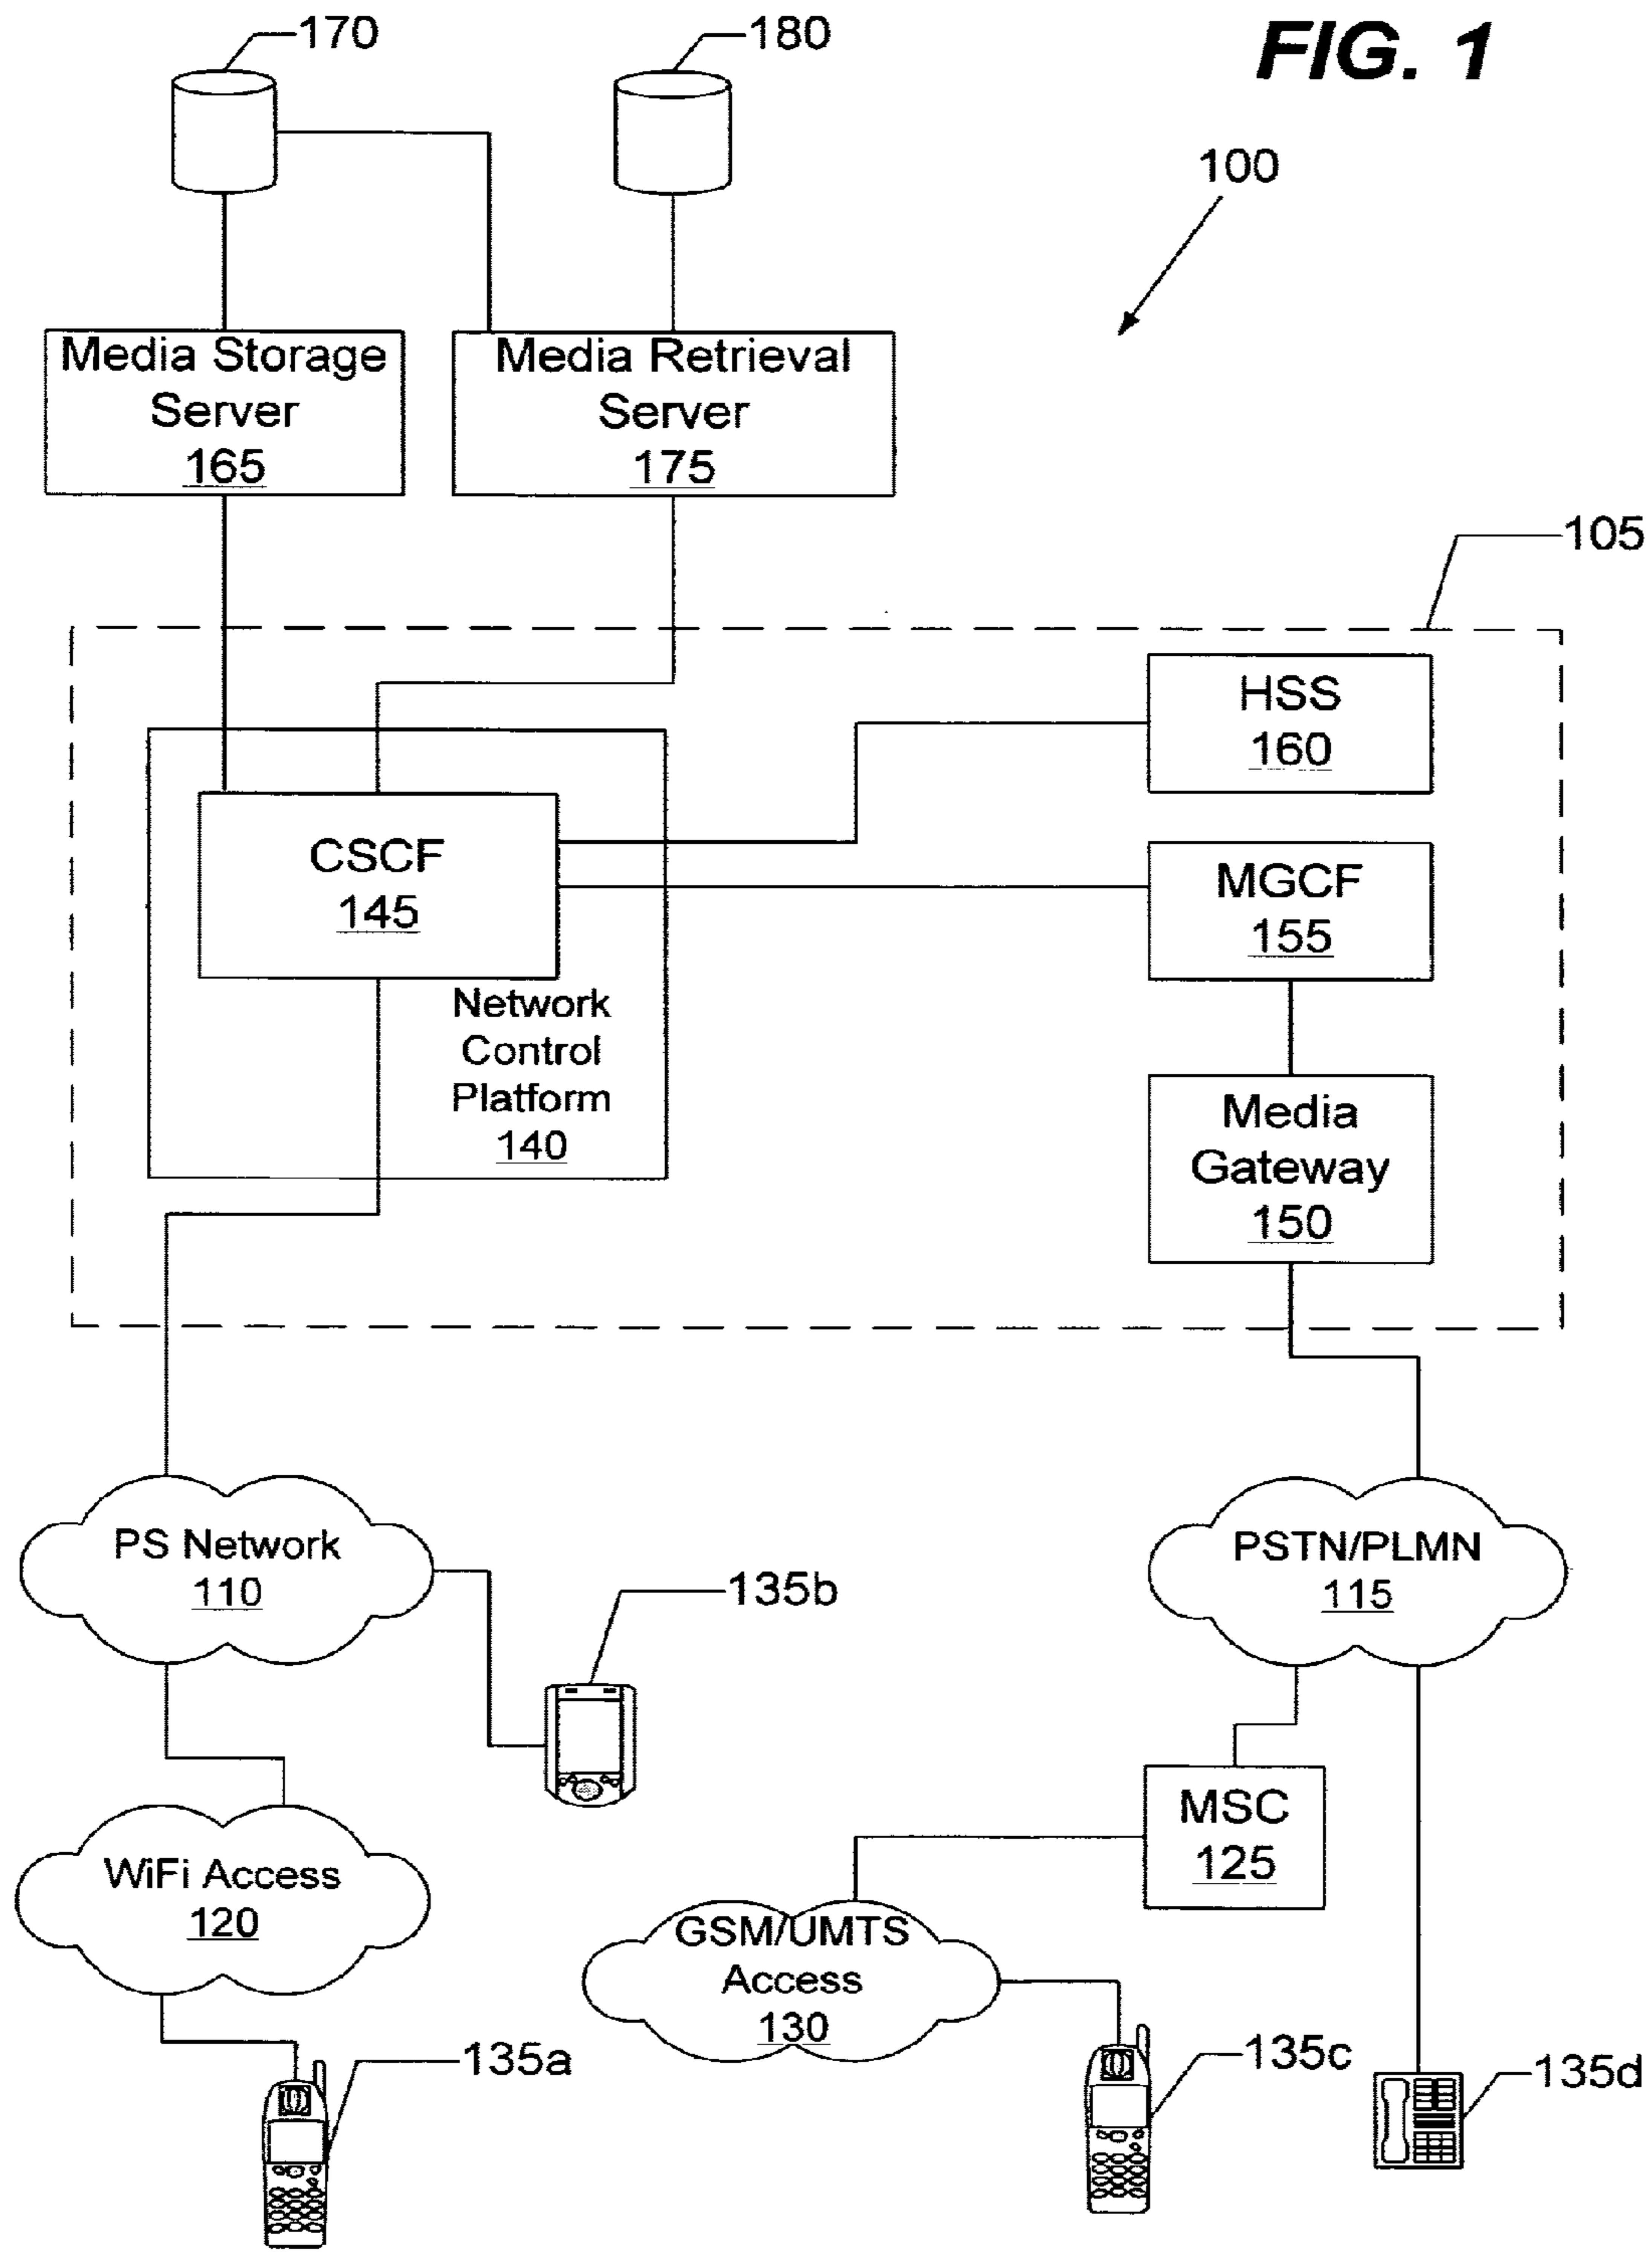 170
180
FIG. 1
100
Media Storage
Server
165
Media Retrieval
Server
175
105
HSS
160
CSCF
145
MGCF
155
Network
Control
Platform
140
Media
Gateway
150
PS Network
110
135b
PSTN/PLMN
115
MSC
125
WiFi Access
120
GSM/UMTS
Access
130
135a
135c
135d